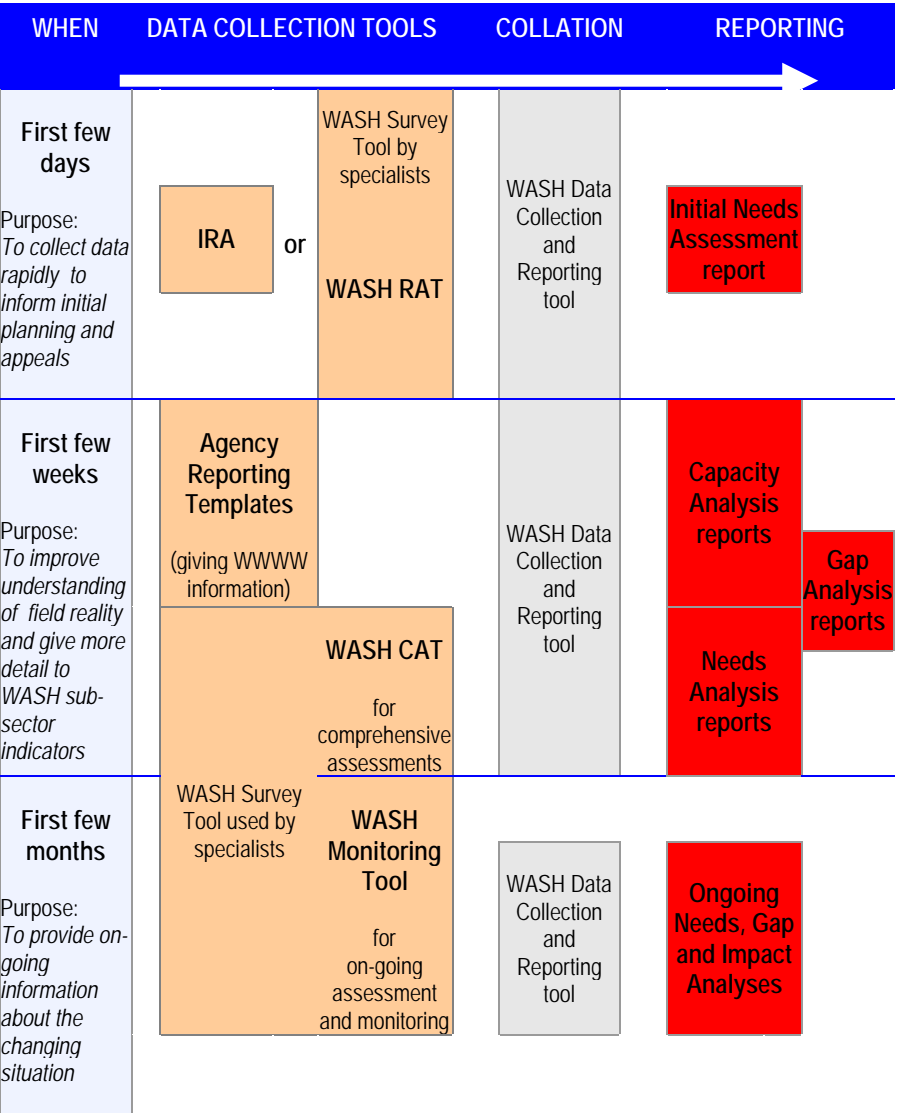 WHEN DATA COLLECTION TOOLS COLLATION REPORTING
First few
days
Purpose:
To collect data
rapidly to
inform initial
planning and
appeals
IRA
or
WASH Survey
Tool by
specialists
WASH RAT
WASH Data
Collection
and
Reporting
tool
Initial Needs
Assessment
report
First few
weeks
Purpose:
To improve
understanding
of field reality
and give more
detail to
WASH sub-
sector
indicators
Agency
Reporting
Templates
(giving WWWW
information)
WASH CAT
for
comprehensive
assessments
WASH Data
Collection
and
Reporting
tool
Capacity
Analysis
reports
Needs
Analysis
reports
Gap
Analysis
reports
First few
months
Purpose:
To provide on-
going
information
about the
changing
situation
WASH Survey
Tool used by
specialists
WASH
Monitoring
Tool
for
on-going
assessment
and monitoring
WASH Data
Collection
and
Reporting
tool
Ongoing
Needs, Gap
and Impact
Analyses